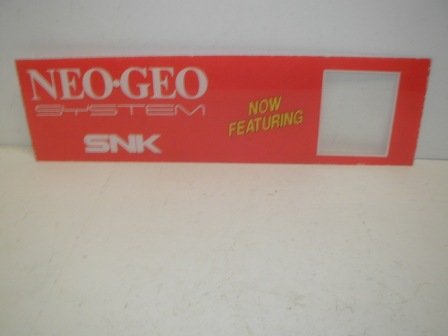 NEO•GEO
SYSTEM
SNK
NOW
FEATURING